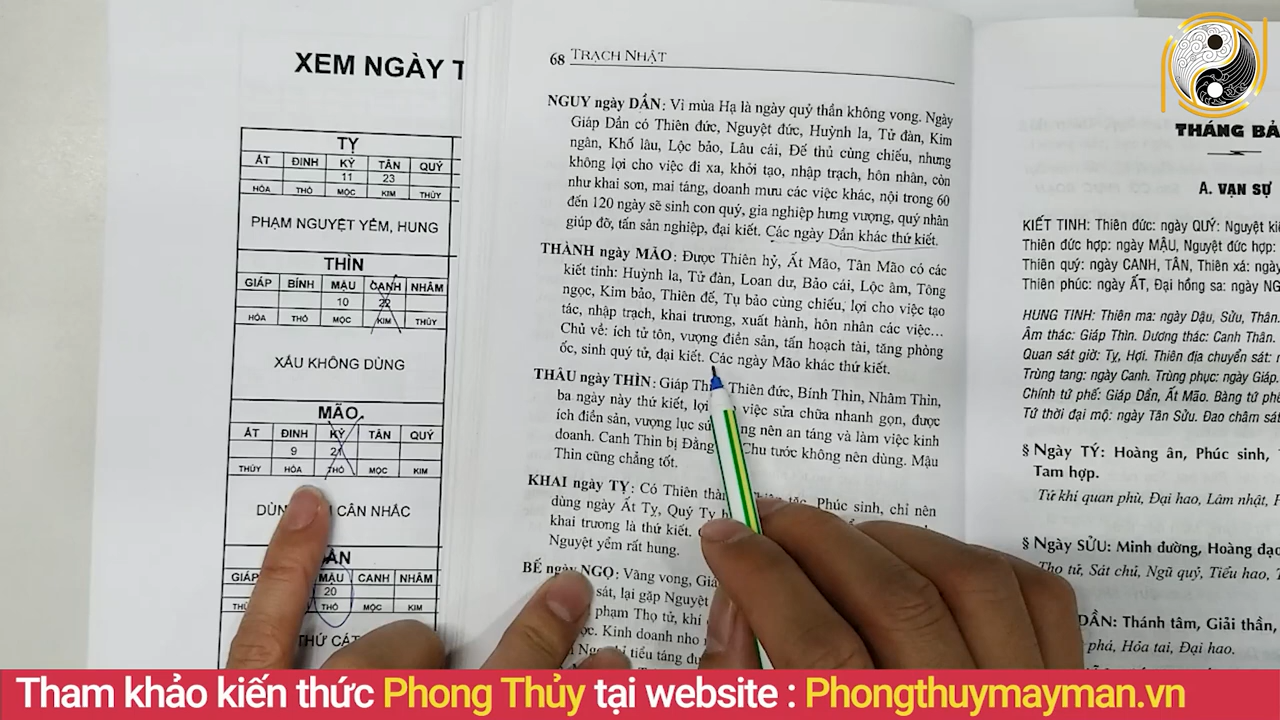 XEM NGÀY T
TỴ
ẤT ĐINH KỶ TÂN QUÝ
11 23
HỎA THỔ MỘC KIM THỦY
PHẠM NGUYỆT YẾM, HUNG
THÌN
GIÁP BÍNH MẬU CANH NHÂM
10 22
HỎA THỔ MỘC KIM THỦY
XẤU KHÔNG DÙNG
MÃO
ẤT ĐINH KỶ TÂN QUÝ
9 21
THỦY HỎA THỔ MỘC KIM
CÂN NHẮC
MẬU CANH NHÂM
20
THỔ MỘC KIM
THỨ CÁT
68 TRẠCH NHẬT
NGUY ngày DẦN: Vì mùa Hạ là ngày quỷ thần không vong. Ngày
Giáp Dần có Thiên đức, Nguyệt đức, Huỳnh la, Tử đàn, Kim
ngân, Khố lâu, Lộc bảo, Lâu cái, Đế thủ cùng chiếu, nhưng
không lợi cho việc đi xa, khởi tạo, nhập trạch, hôn nhân, còn
như khai sơn, mai táng, doanh mưu các việc khác, nội trong 60
đến 120 ngày sẽ sinh con quý, gia nghiệp hưng vượng, quý nhân
giúp đỡ, tấn sản nghiệp, đại kiết. Các ngày Dần khác thứ kiết.
THÀNH ngày MÃO: Được Thiên hỷ, Ất Mão, Tân Mão có các
kiết tinh: Huỳnh la, Tử đàn, Loan dư, Bảo cái, Lộc âm, Tông
ngọc, Kim bảo, Thiên đế, Tụ bảo cùng chiếu, lợi cho việc tạo
tác, nhập trạch, khai trương, xuất hành, hôn nhân các việc...
Chủ về: ích tử tôn, vượng điền sản, tấn hoạch tài, tăng phòng
ốc, sinh quý tử, đại kiết. Các ngày Mão khác thứ kiết.
THÂU ngày THÌN: Giáp Thiên đức, Bính Thìn, Nhâm Thìn,
ba ngày này thứ kiết, lợi việc sửa chữa nhanh gọn, được
ích điền sản, vượng lục nên an táng và làm việc kinh
doanh. Canh Thìn bị Đằng Chu tước không nên dùng. Mậu
Thìn cũng chẳng tốt.
KHAI ngày TỴ: Có Thiên Phúc sinh, chỉ nên
dùng ngày Ất Tỵ, Quý Tỵ
khai trương là thứ kiết.
Nguyệt yếm rất hung.
BẾ ngày NGỌ: Vãng vong,
sát, lại gặp Nguyệt
phạm Thọ tử, khí
Kinh doanh nho
tiểu táng
THÁNG BẢ
A. VẠN SỰ
KIẾT TINH: Thiên đức: ngày QUÝ: Nguyệt
Thiên đức hợp: ngày MẬU, Nguyệt đức hợp:
Thiên quý: ngày CANH, TÂN, Thiên xá: ngày
Thiên phúc: ngày ẤT, Đại hồng sa: ngày
HUNG TINH: Thiên ma: ngày Dậu, Sửu, Thân.
Âm thác: Giáp Thìn. Dương thác: Canh Thân.
Quan sát giờ: Tỵ, Hợi. Thiên địa chuyển sát:
Trùng tang: ngày Canh. Trùng phục: ngày Giáp.
Chính tứ phế: Giáp Dần, Ất Mão. Bàng tứ phế
Tứ thời đại mộ: ngày Tân Sửu. Đao châm sát
§ Ngày TÝ: Hoàng ân, Phúc sinh,
Tam hợp.
Tử khí quan phù, Đại hao, Lâm nhật,
§ Ngày SỬU: Minh đường, Hoàng đạo
Thọ tử, Sát chủ, Ngũ quỷ, Tiểu hao,
DẦN: Thánh tâm, Giải thần,
phá, Hỏa tai, Đại hao.
Tham khảo kiến thức Phong Thủy tại website : Phongthuymayman.vn